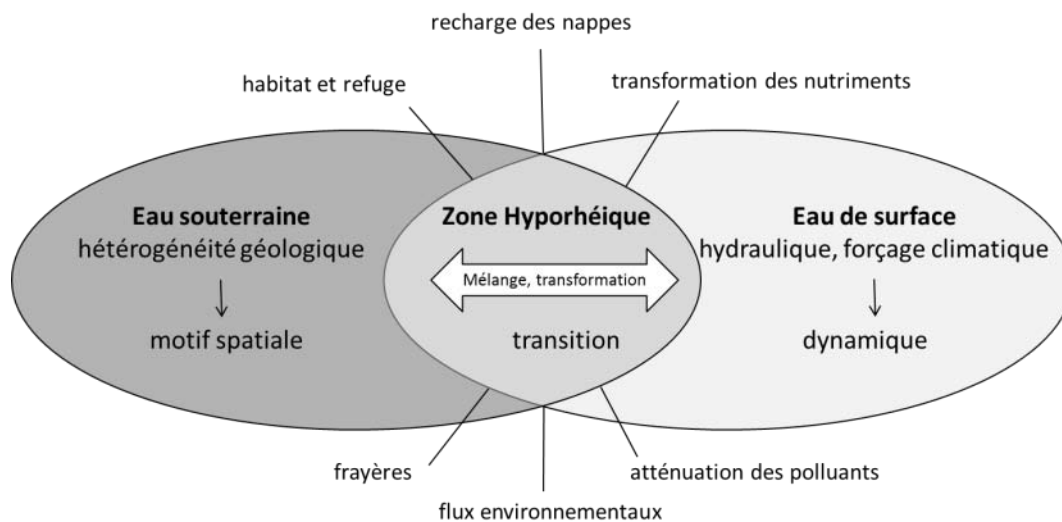 recharge des nappes
habitat et refuge
transformation des nutriments
Eau souterraine
hétérogénéité géologique
motif spatiale
Zone Hyporhéique
Mélange, transformation
transition
Eau de surface
hydraulique, forçage climatique
dynamique
frayères
atténuation des polluants
flux environnementaux